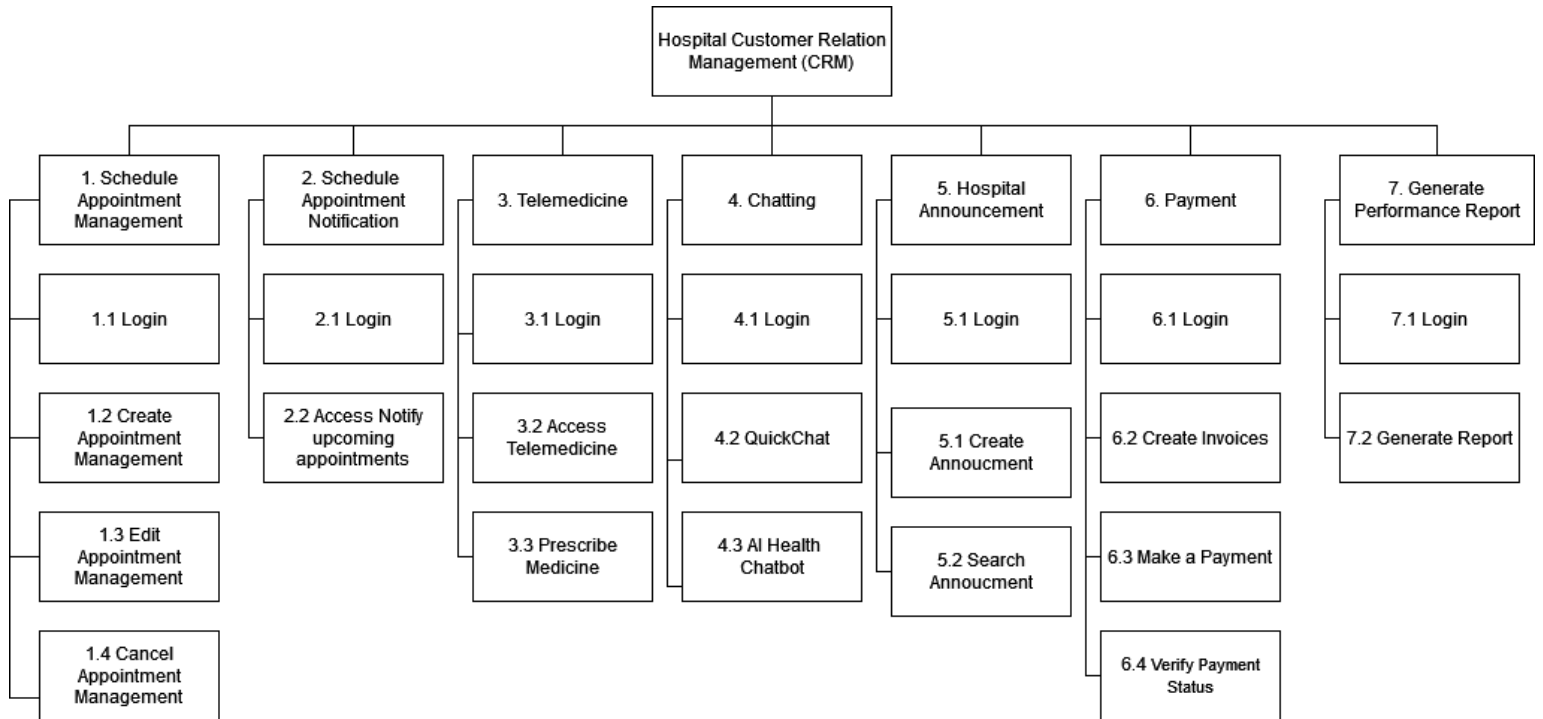 Hospital Customer Relation
Management (CRM)
1. Schedule
Appointment
Management
2. Schedule
Appointment
Notification
3. Telemedicine
4. Chatting
5. Hospital
Announcement
6. Payment
7. Generate
Performance Report
1.1 Login
2.1 Login
3.1 Login
4.1 Login
5.1 Login
6.1 Login
7.1 Login
1.2 Create
Appointment
Management
2.2 Access Notify
upcoming
appointments
3.2 Access
Telemedicine
4.2 QuickChat
5.1 Create
Annoucment
6.2 Create Invoices
7.2 Generate Report
1.3 Edit
Appointment
Management
3.3 Prescribe
Medicine
4.3 AI Health
Chatbot
5.2 Search
Annoucment
6.3 Make a Payment
1.4 Cancel
Appointment
Management
6.4 Verify Payment
Status